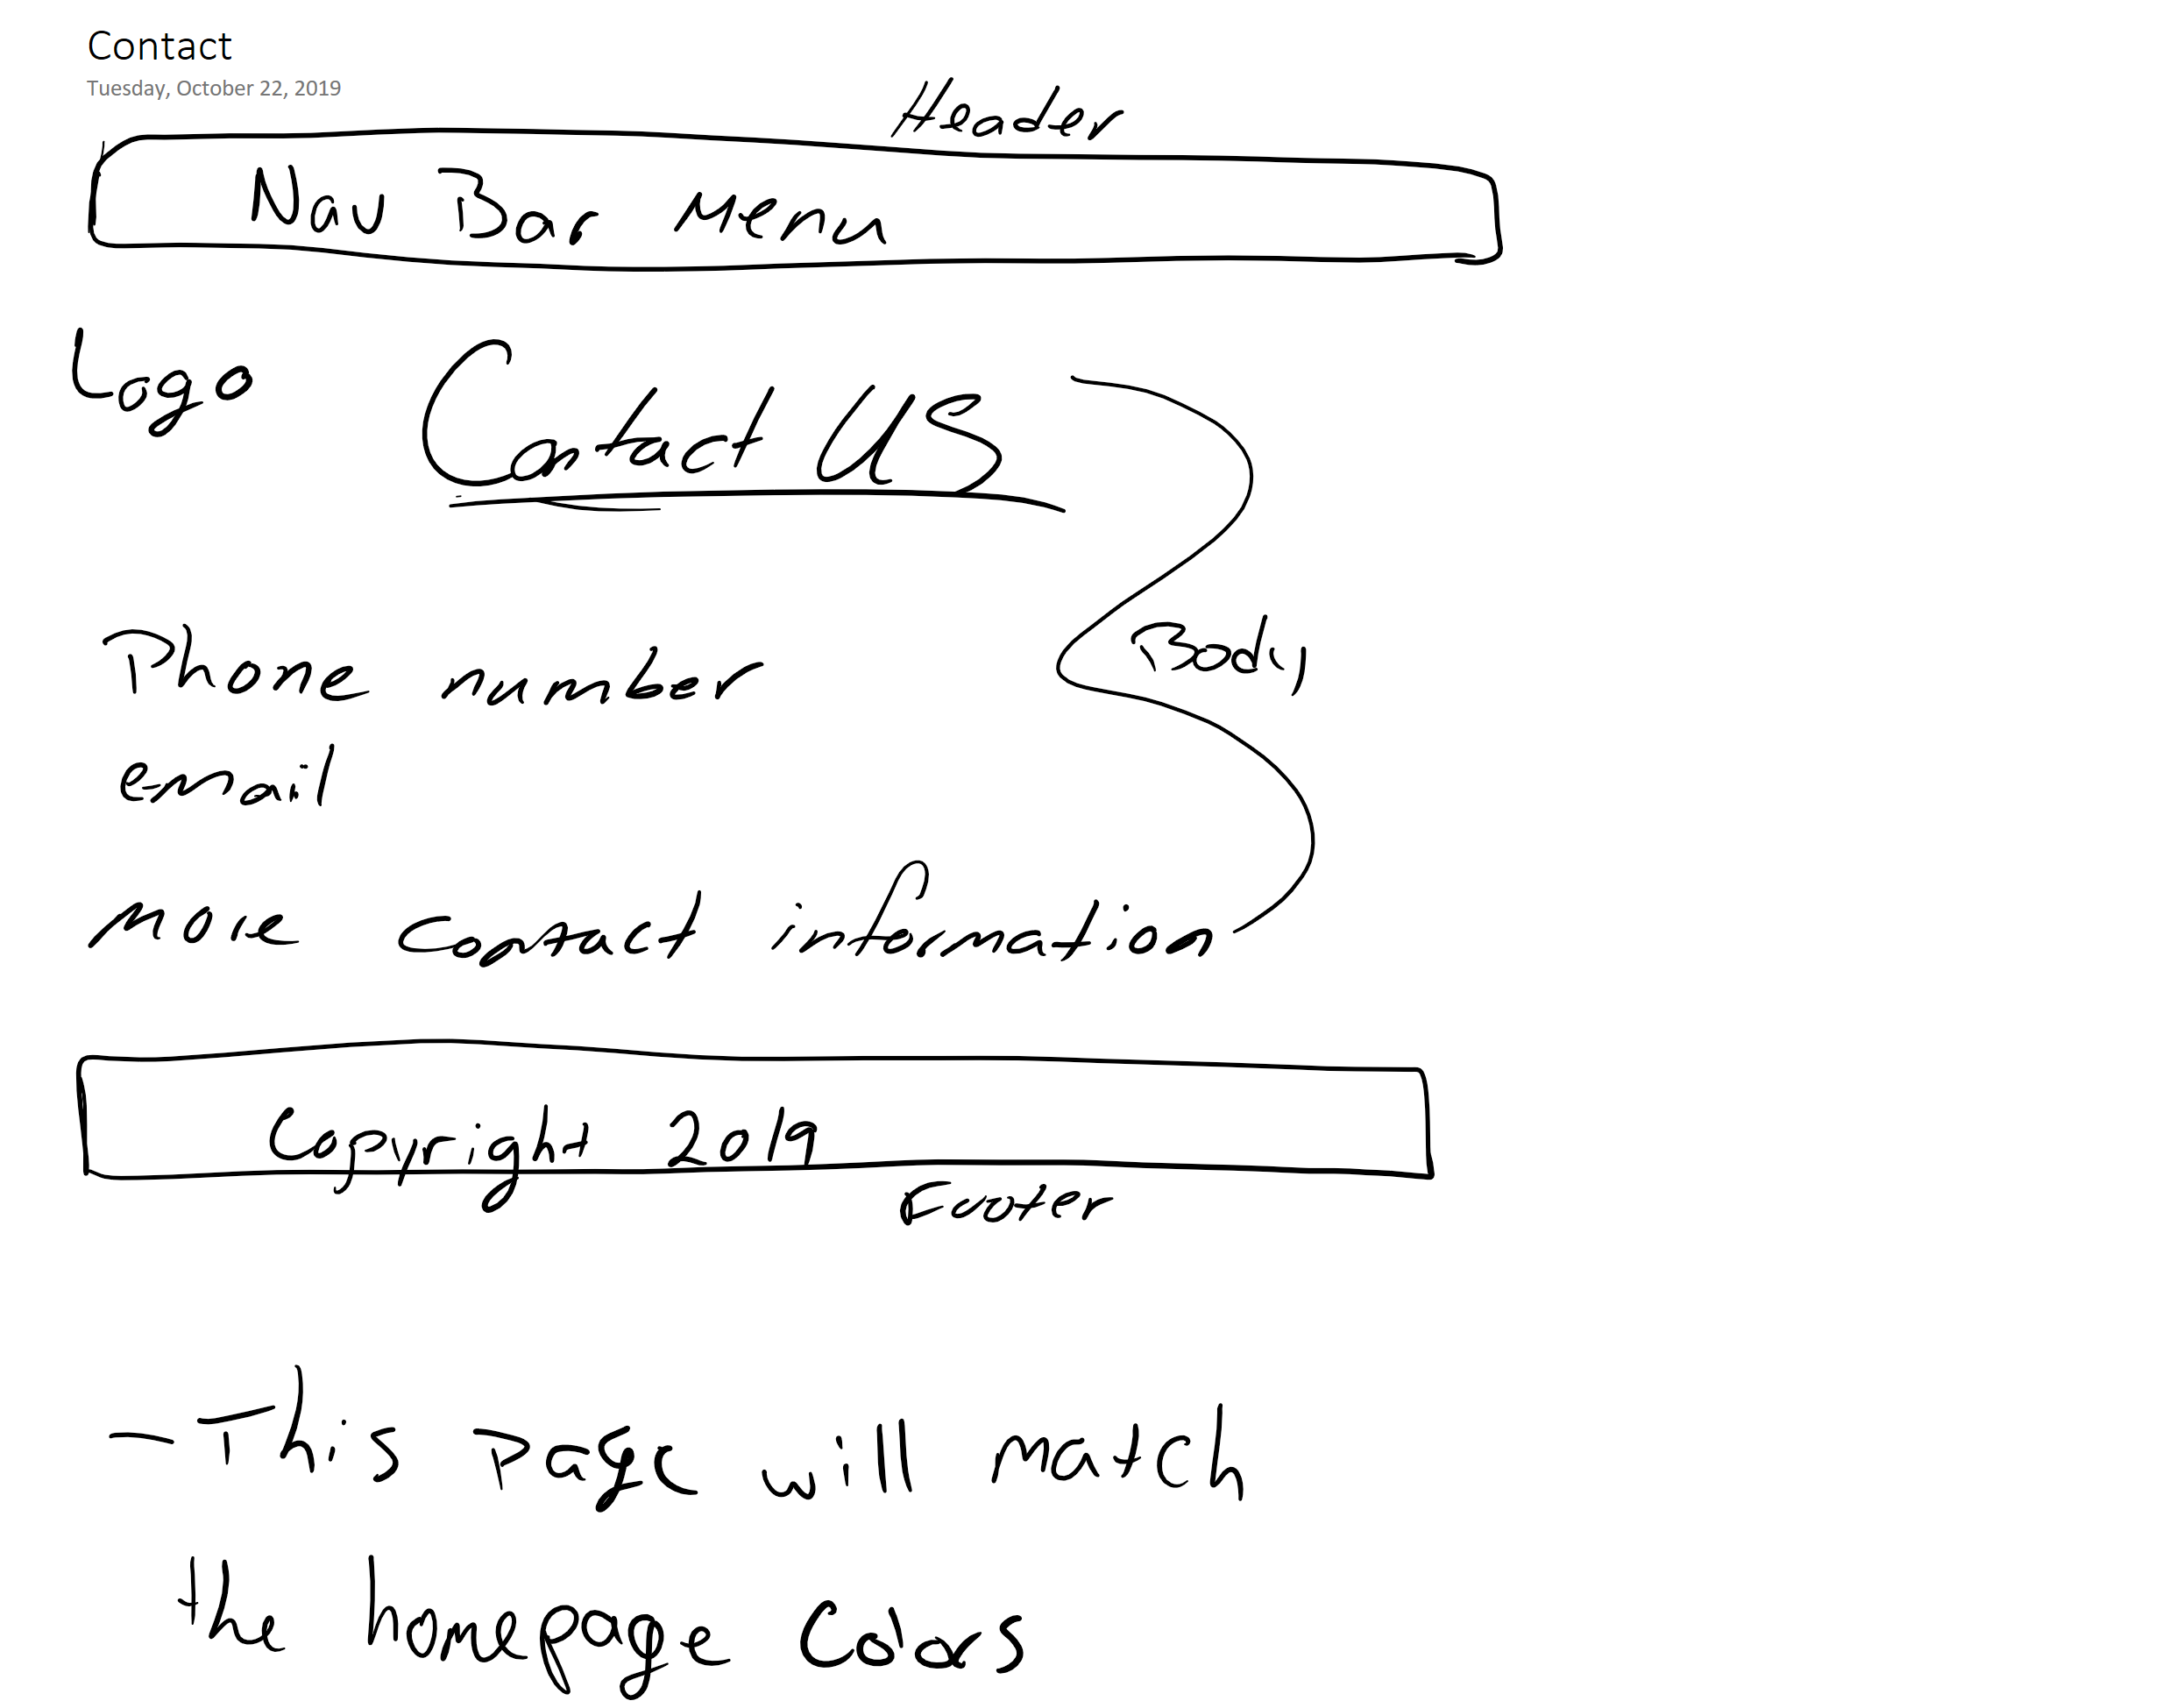 Contact
Tuesday, October 22, 2019
Header
Nav Bar Menu
Logo
Contact US
Phone number
Body
email
more contact information
Copyright 2019
Footer
- This page will match
the homepage Colors